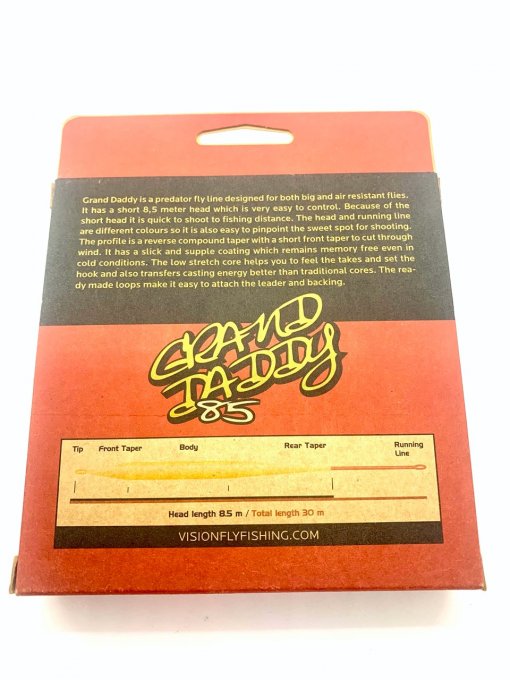 Grand Daddy is a predator fly line designed for both big and air resistant flies.
It has a short 8,5 meter head which is very easy to control. Because of the
short head it is quick to shoot to fishing distance. The head and running line
are different colours so it is also easy to pinpoint the sweet spot for shooting.
The profile is a reverse compound taper with a short front taper to cut through
wind. It has a slick and supple coating which remains memory free even in
cold conditions. The low stretch core helps you to feel the takes and set the
hook and also transfers casting energy better than traditional cores. The rea-
dy made loops make it easy to attach the leader and backing.
GRAND
DADDY
85
Tip Front Taper Body Rear Taper Running
Line
Head length 8.5 m / Total length 30 m
VISIONFLYFISHING.COM